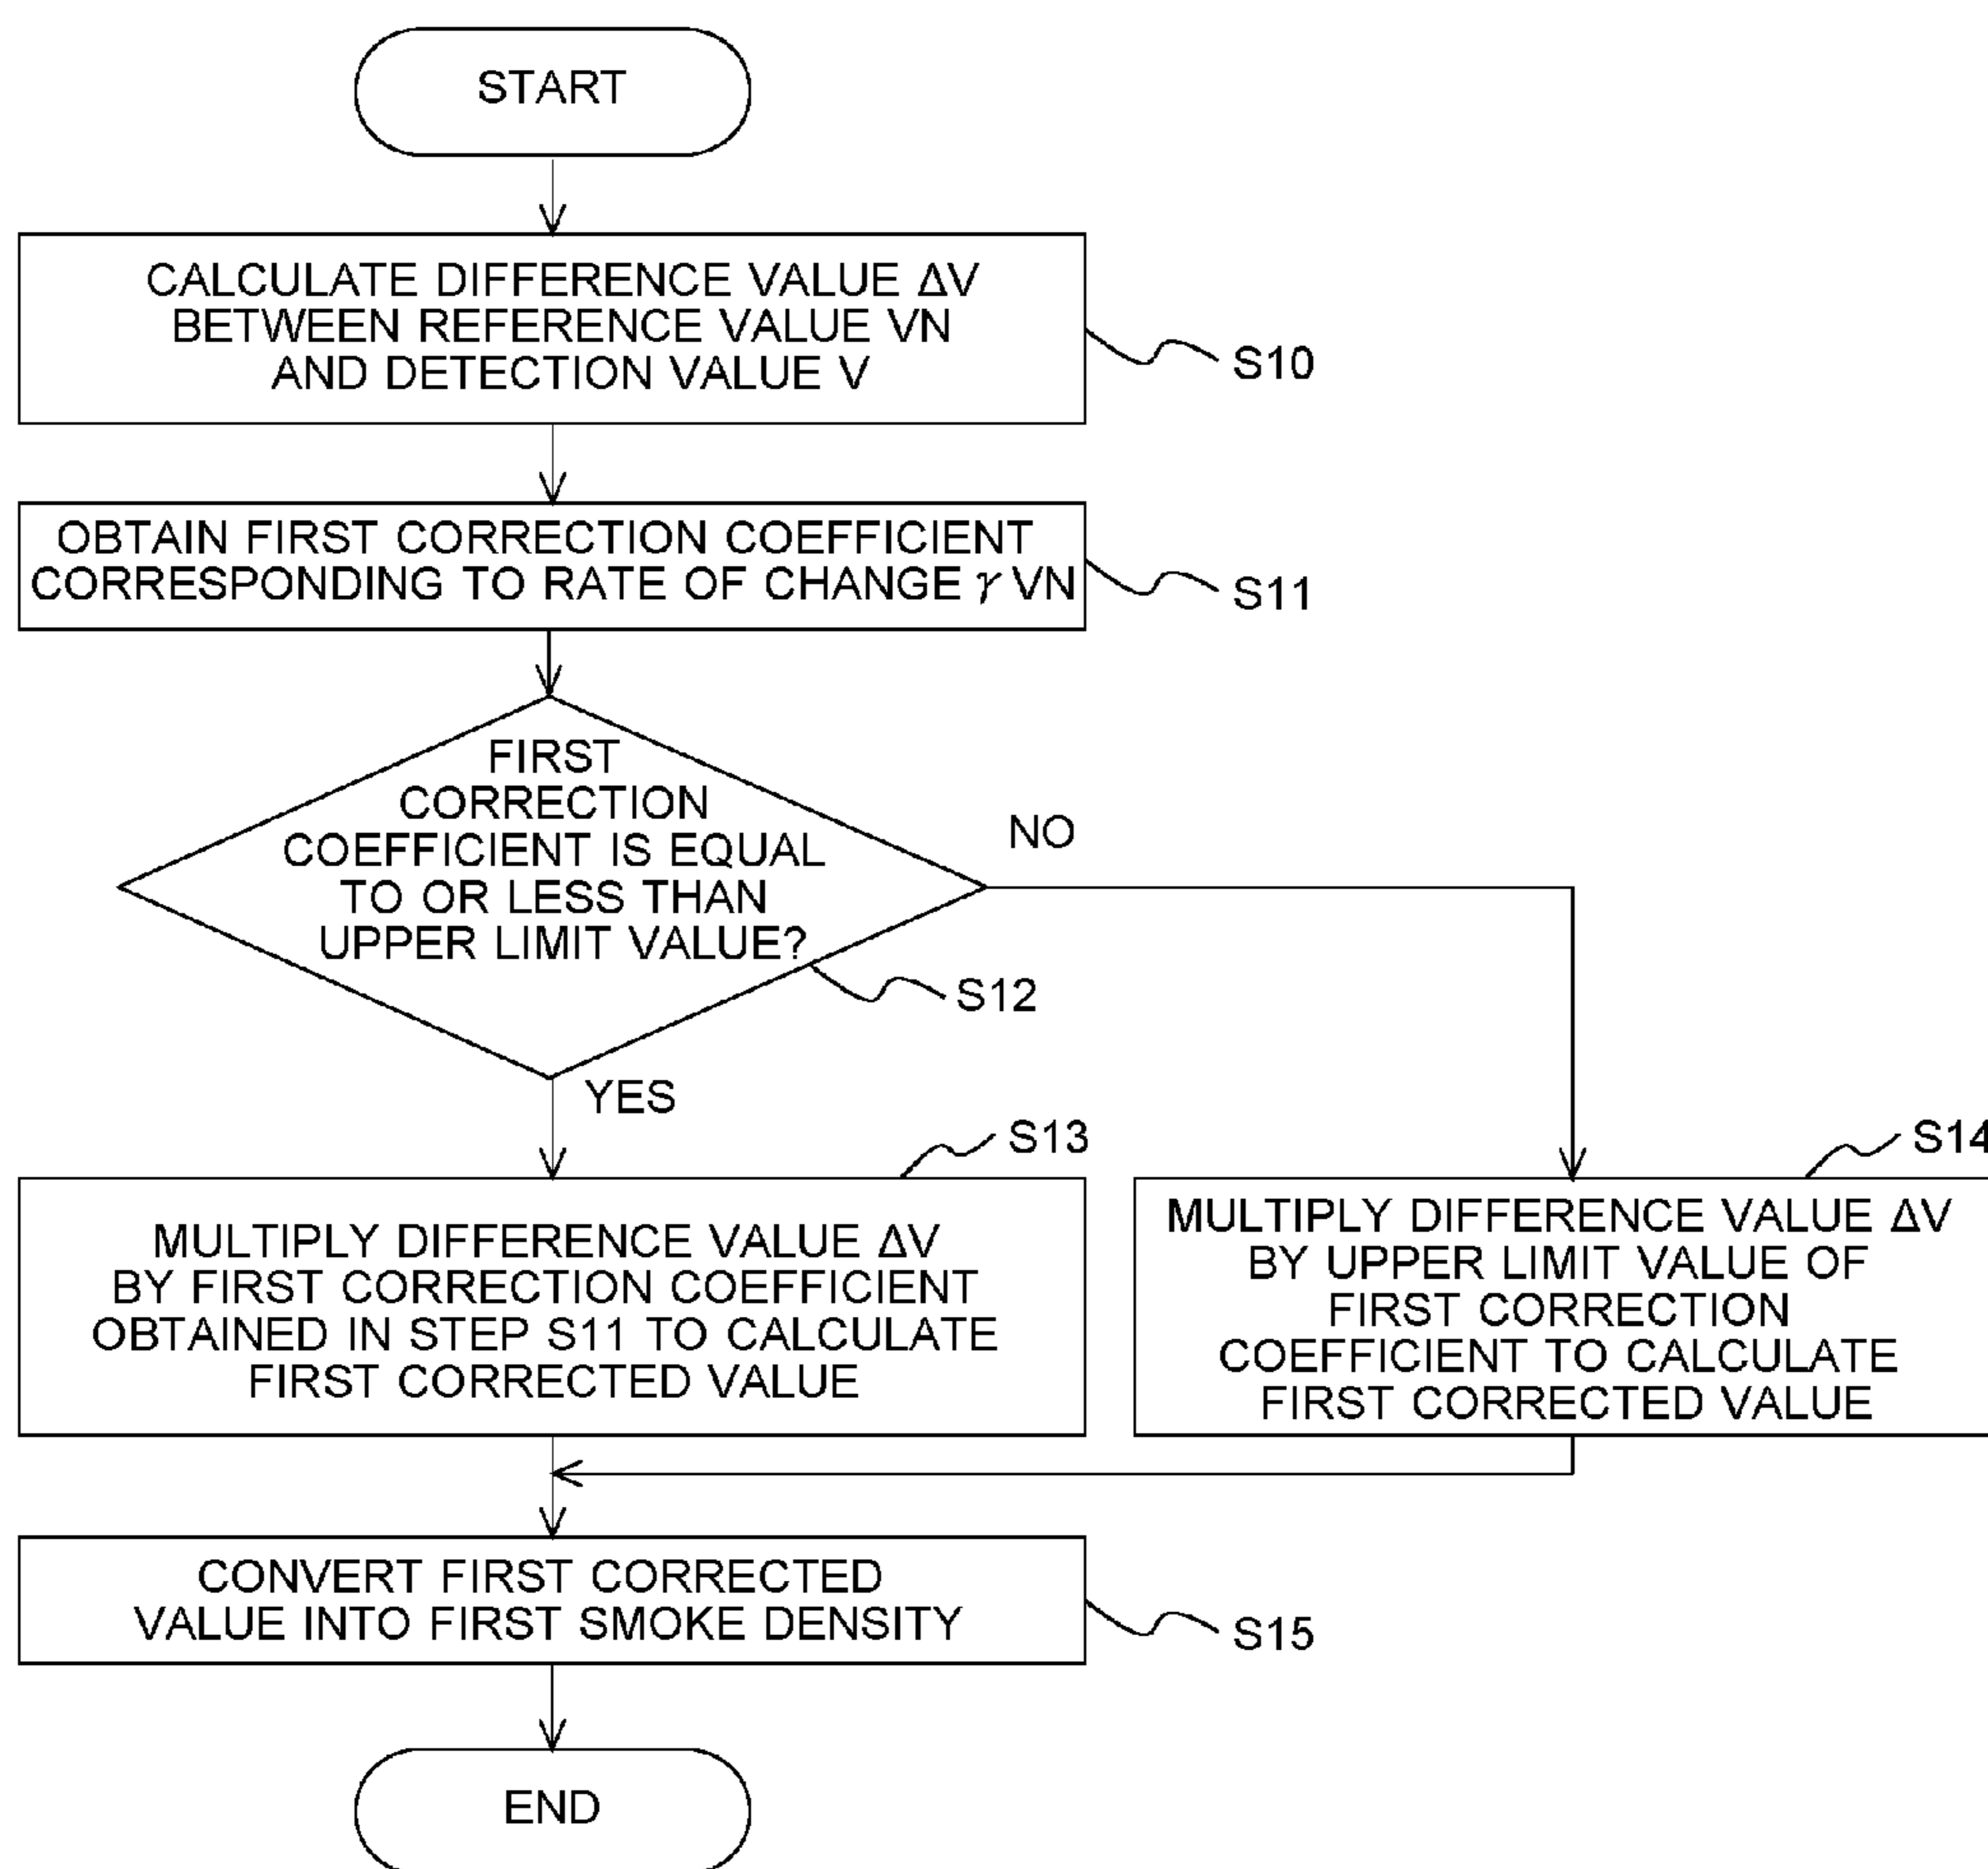 START
CALCULATE DIFFERENCE VALUE ΔV
BETWEEN REFERENCE VALUE VN
AND DETECTION VALUE V
S10
OBTAIN FIRST CORRECTION COEFFICIENT
CORRESPONDING TO RATE OF CHANGE γ VN
S11
FIRST
CORRECTION
COEFFICIENT IS EQUAL
TO OR LESS THAN
UPPER LIMIT VALUE?
NO
S12
YES
S13
MULTIPLY DIFFERENCE VALUE ΔV
BY FIRST CORRECTION COEFFICIENT
OBTAINED IN STEP S11 TO CALCULATE
FIRST CORRECTED VALUE
S14
MULTIPLY DIFFERENCE VALUE ΔV
BY UPPER LIMIT VALUE OF
FIRST CORRECTION
COEFFICIENT TO CALCULATE
FIRST CORRECTED VALUE
CONVERT FIRST CORRECTED
VALUE INTO FIRST SMOKE DENSITY
S15
END